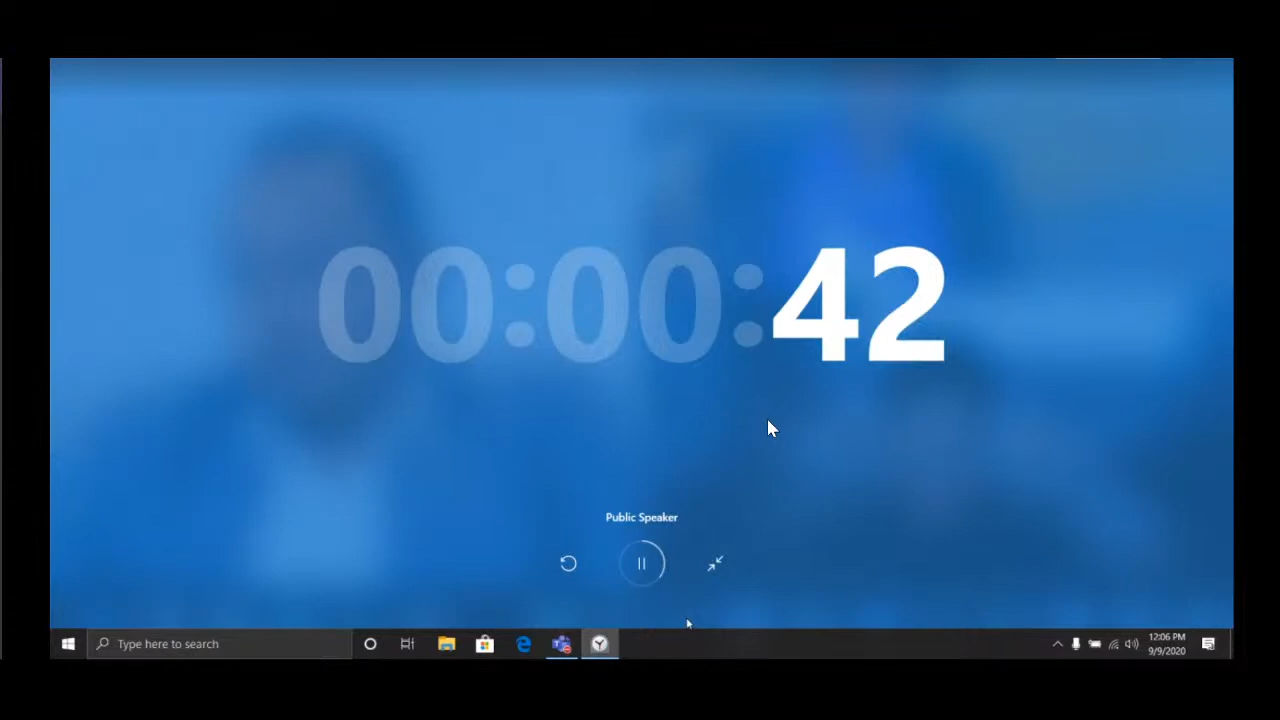 00:00:42
Public Speaker
Type here to search
12:06 PM
9/9/2020